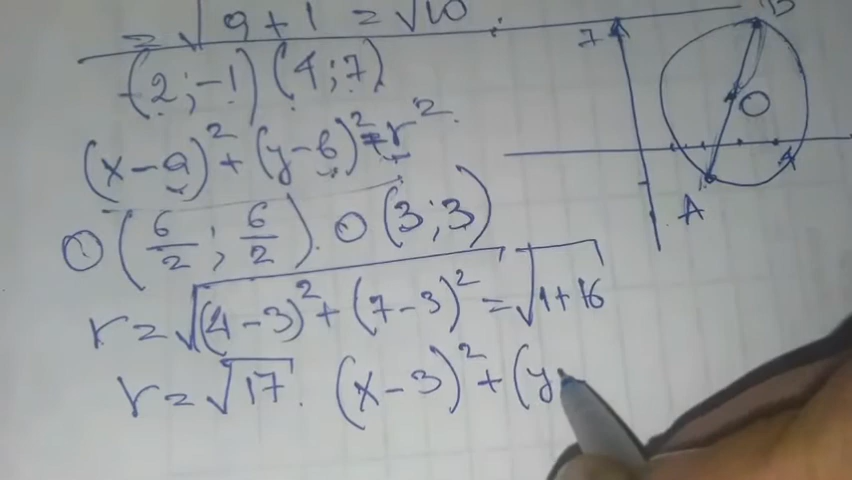 = √9 + 1 = √10.
(2 ; -1) (4 ; 7)
(x - a)² + (y - b)² = r².
O (6/2 ; 6/2). O (3 ; 3)
r = √(4 - 3)² + (7 - 3)² = √1 + 16
r = √17. (x - 3)² + (y
7
B
O
4
A